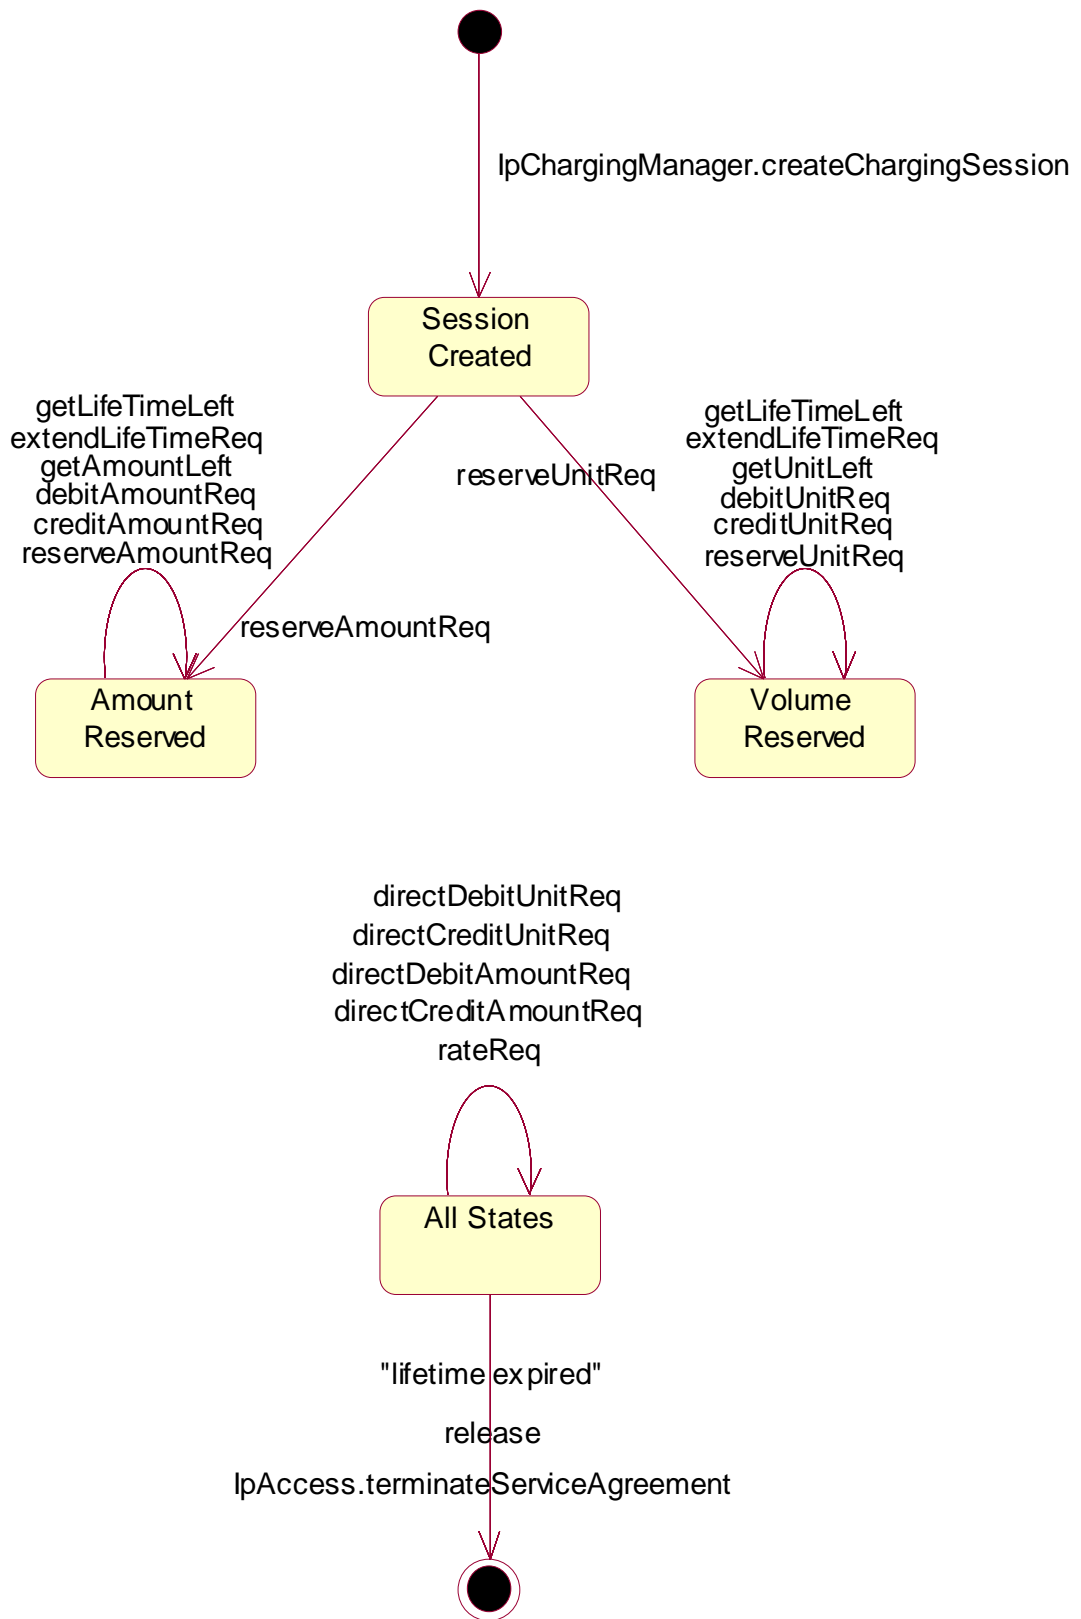 IpChargingManager.createChargingSession
Session
Created
getLifeTimeLeft
extendLifeTimeReq
getAmountLeft
debitAmountReq
creditAmountReq
reserveAmountReq
reserveUnitReq
getLifeTimeLeft
extendLifeTimeReq
getUnitLeft
debitUnitReq
creditUnitReq
reserveUnitReq
reserveAmountReq
Amount
Reserved
Volume
Reserved
directDebitUnitReq
directCreditUnitReq
directDebitAmountReq
directCreditAmountReq
rateReq
All States
"lifetime expired"
release
IpAccess.terminateServiceAgreement